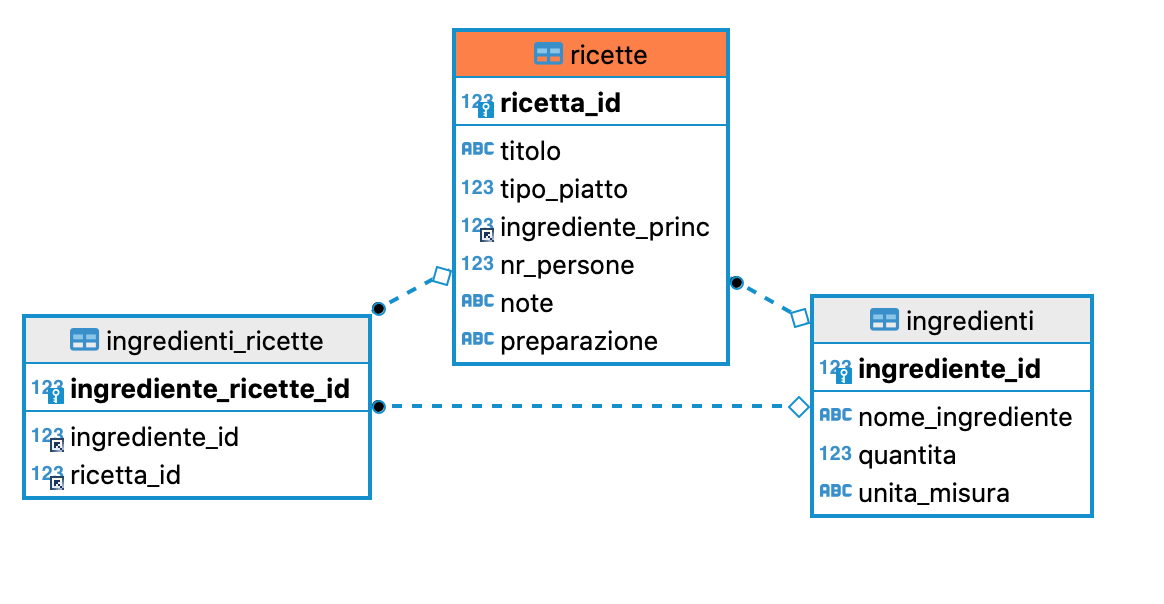 ricette
123 ricetta_id
ABC titolo
123 tipo_piatto
123 ingrediente_princ
123 nr_persone
ABC note
ABC preparazione
ingredienti_ricette
123 ingrediente_ricette_id
123 ingrediente_id
123 ricetta_id
ingredienti
123 ingrediente_id
ABC nome_ingrediente
123 quantita
ABC unita_misura